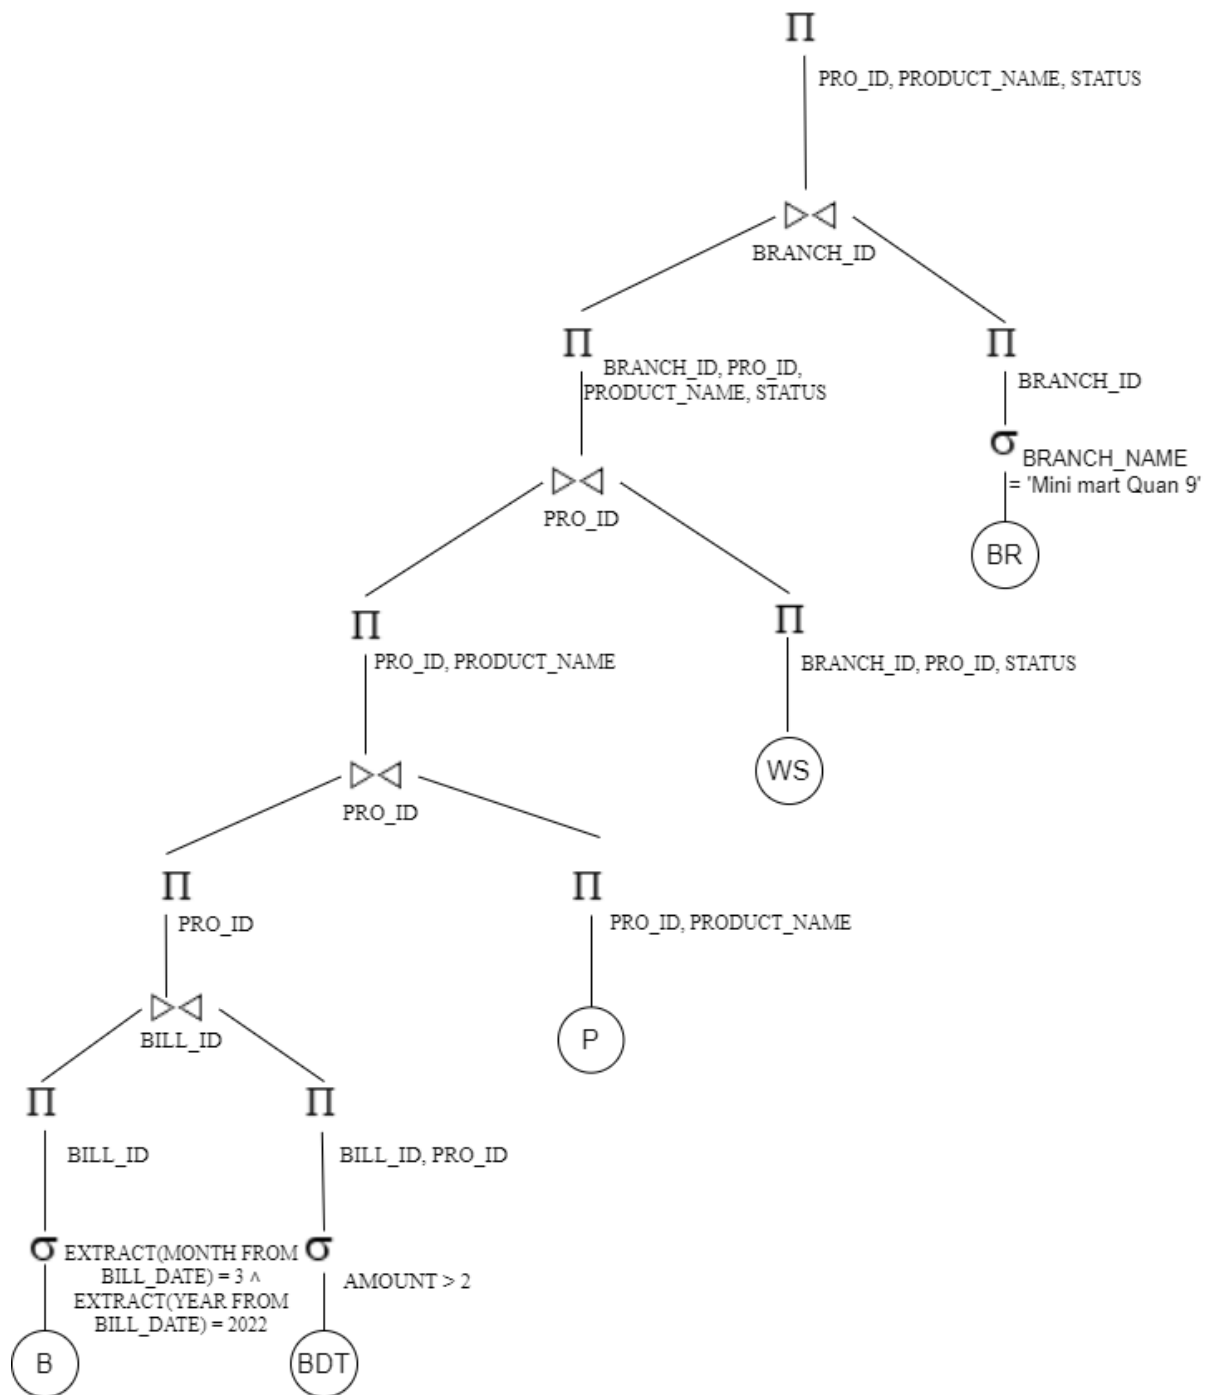 Π
PRO_ID, PRODUCT_NAME, STATUS
BRANCH_ID
Π
BRANCH_ID, PRO_ID,
PRODUCT_NAME, STATUS
Π
BRANCH_ID
σ
BRANCH_NAME
= 'Mini mart Quan 9'
BR
PRO_ID
Π
PRO_ID, PRODUCT_NAME
Π
BRANCH_ID, PRO_ID, STATUS
WS
PRO_ID
Π
PRO_ID
Π
PRO_ID, PRODUCT_NAME
P
BILL_ID
Π
BILL_ID
Π
BILL_ID, PRO_ID
σ
EXTRACT(MONTH FROM
BILL_DATE) = 3 ∧
EXTRACT(YEAR FROM
BILL_DATE) = 2022
σ
AMOUNT > 2
B
BDT